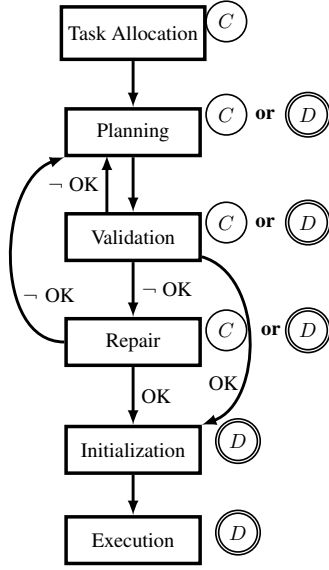 Task Allocation C
Planning C or D
¬ OK
Validation C or D
¬ OK
¬ OK
Repair C or D
OK
OK
Initialization D
Execution D